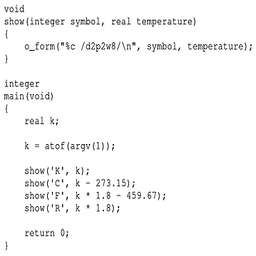 void
show(integer symbol, real temperature)
{
    o_form("%c /d2p2w8/\n", symbol, temperature);
}

integer
main(void)
{
    real k;

    k = atof(argv(1));

    show('K', k);
    show('C', k - 273.15);
    show('F', k * 1.8 - 459.67);
    show('R', k * 1.8);

    return 0;
}